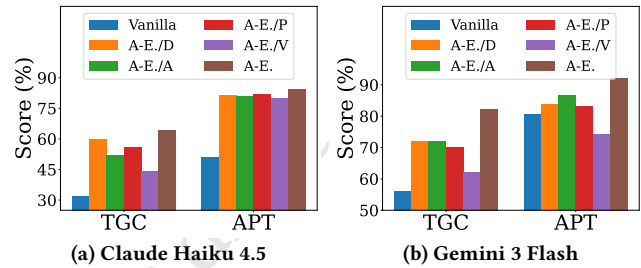 Vanilla
A-E./D
A-E./A
A-E./P
A-E./V
A-E.
Score (%)
90
75
60
45
30
TGC
APT
(a) Claude Haiku 4.5
Vanilla
A-E./D
A-E./A
A-E./P
A-E./V
A-E.
Score (%)
90
80
70
60
50
TGC
APT
(b) Gemini 3 Flash